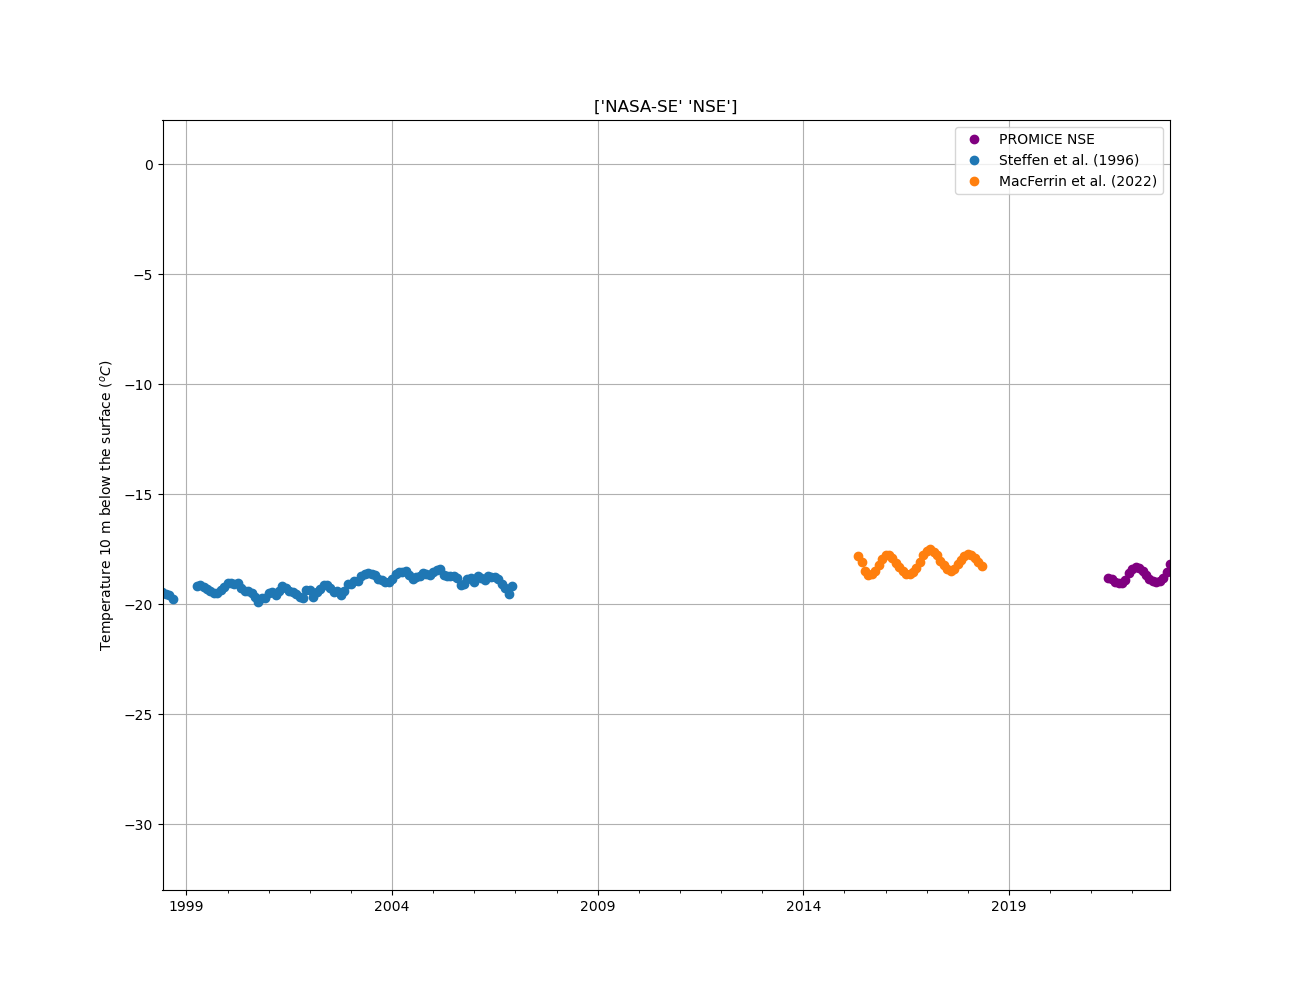 ['NASA-SE' 'NSE']
PROMICE NSE
Steffen et al. (1996)
MacFerrin et al. (2022)
Temperature 10 m below the surface (°C)
0
−5
−10
−15
−20
−25
−30
1999
2004
2009
2014
2019